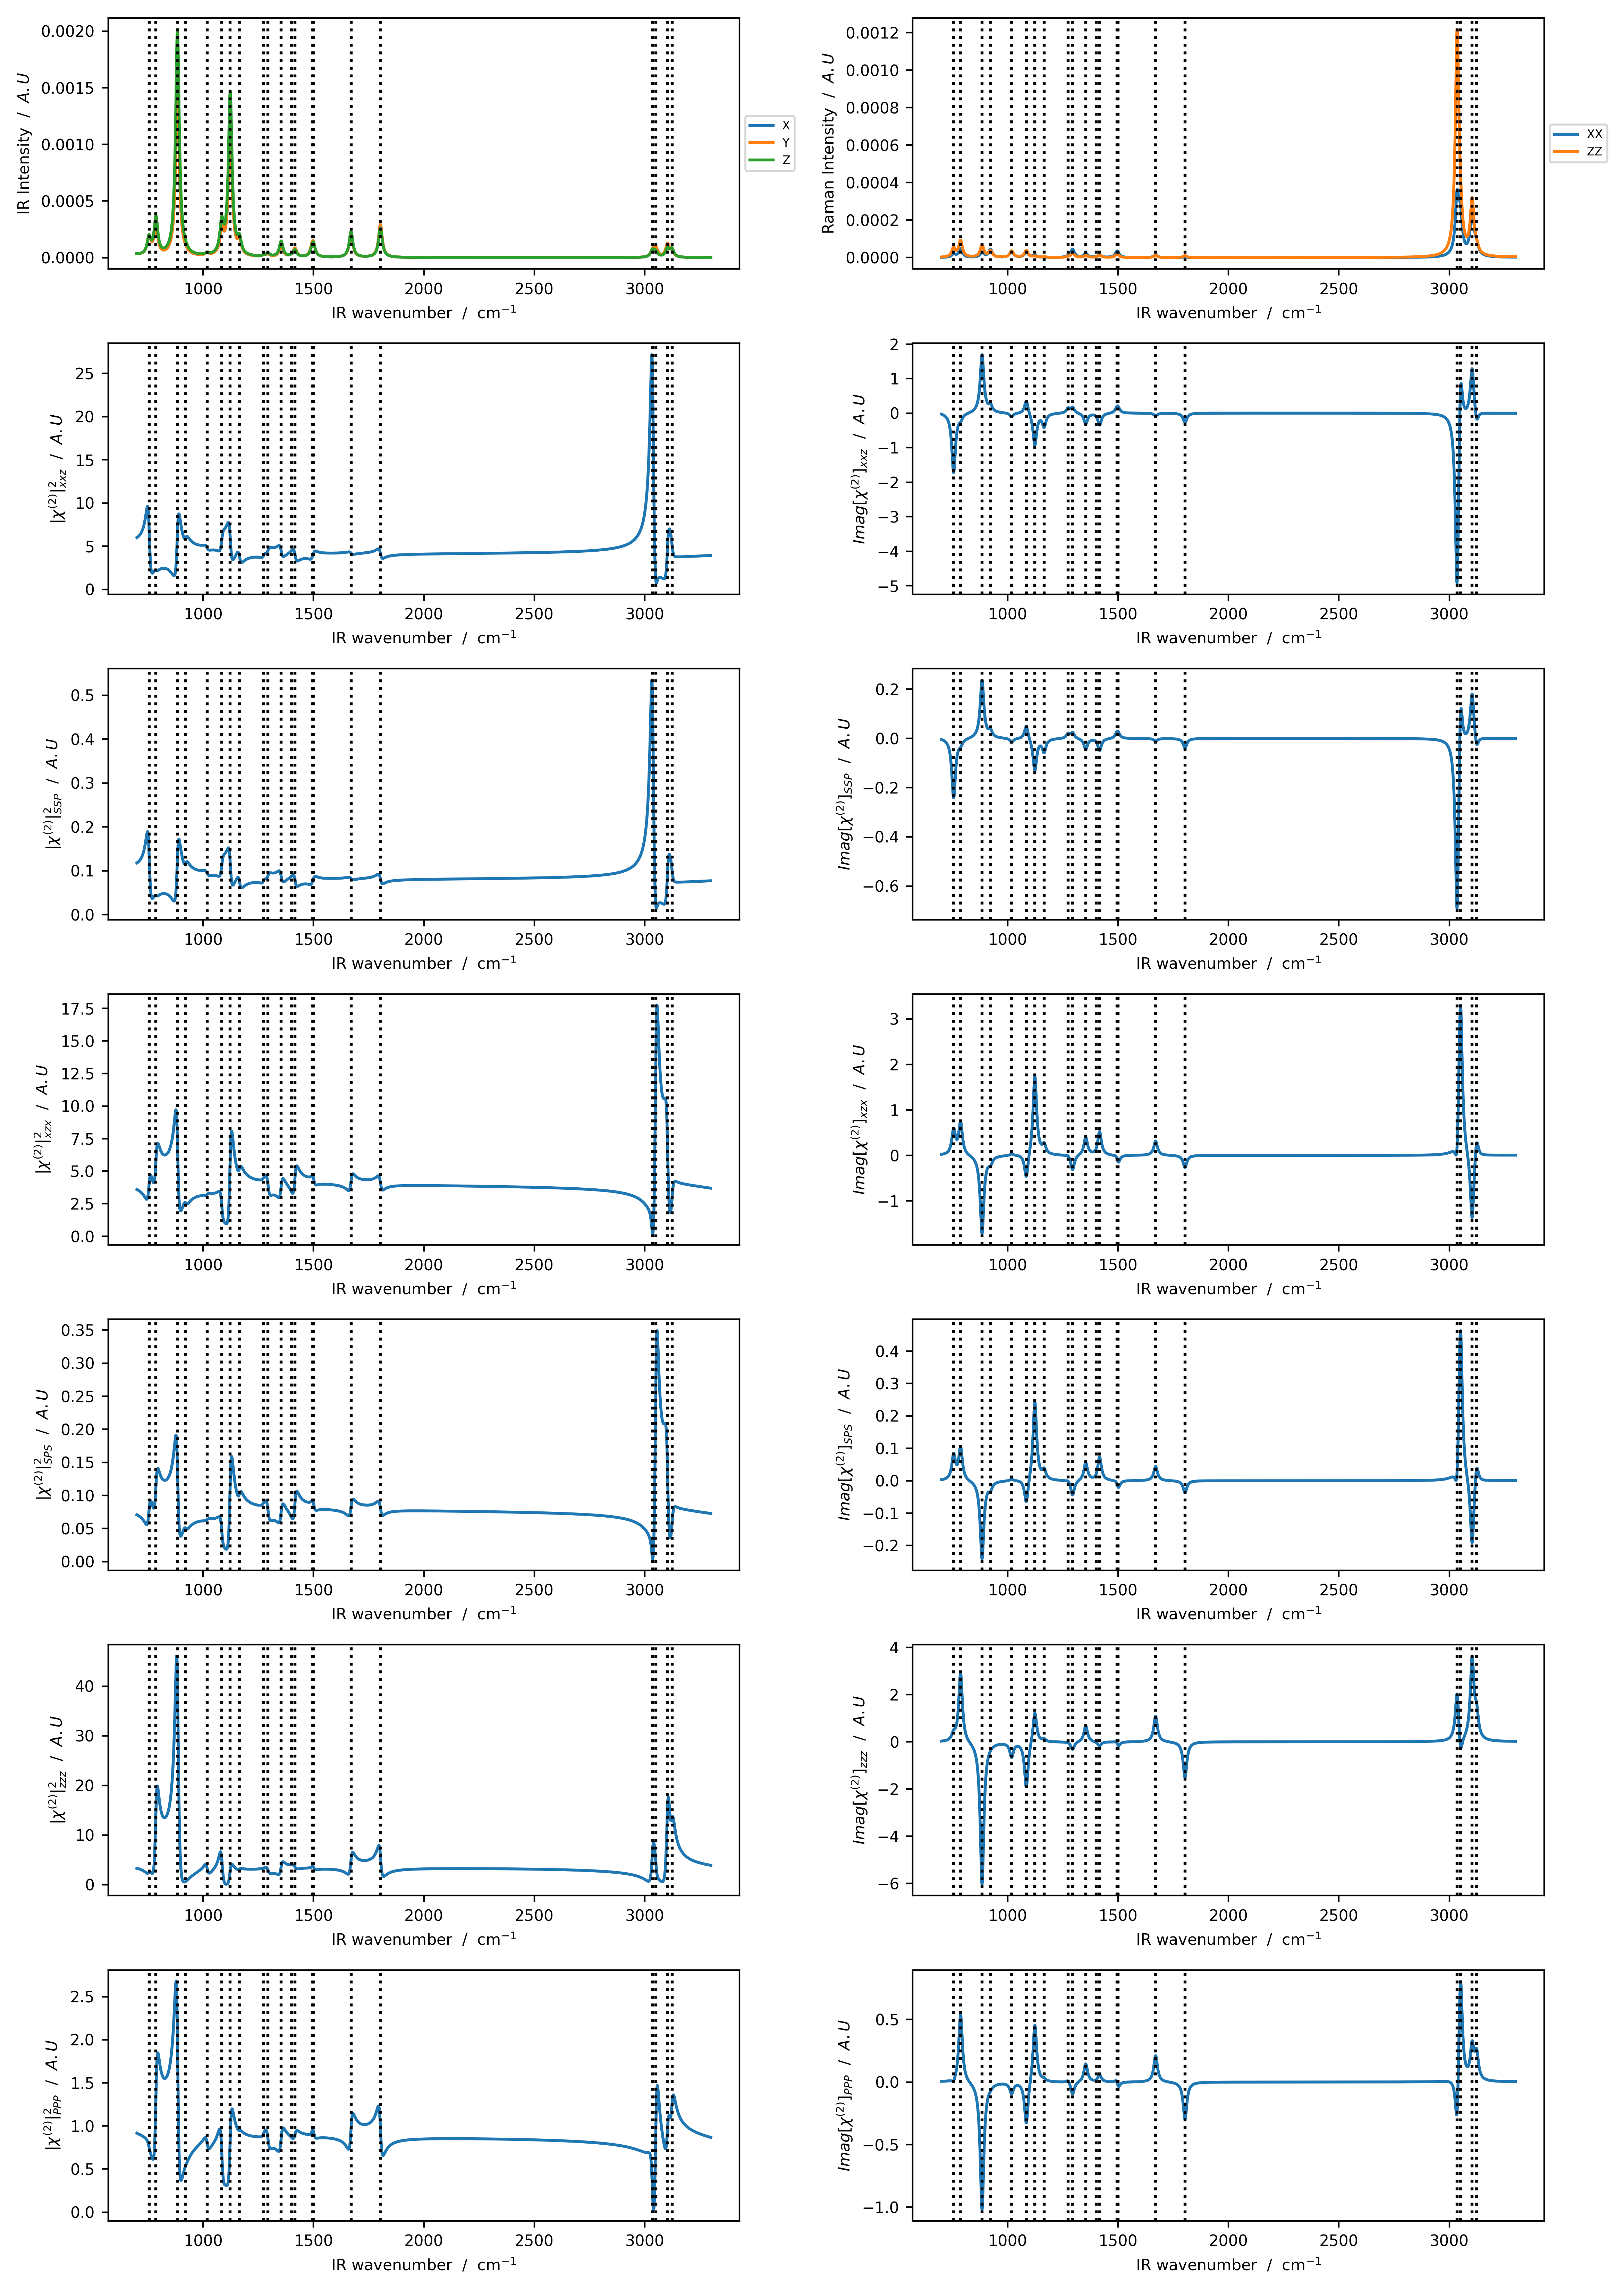 IR Intensity / A.U
0.0020
0.0015
0.0010
0.0005
0.0000
1000 1500 2000 2500 3000
IR wavenumber / cm⁻¹
X
Y
Z
Raman Intensity / A.U
0.0012
0.0010
0.0008
0.0006
0.0004
0.0002
0.0000
1000 1500 2000 2500 3000
IR wavenumber / cm⁻¹
XX
ZZ
|χ⁽²⁾|²xxz / A.U
25
20
15
10
5
0
1000 1500 2000 2500 3000
IR wavenumber / cm⁻¹
Imag[χ⁽²⁾]xxz / A.U
2
1
0
−1
−2
−3
−4
−5
1000 1500 2000 2500 3000
IR wavenumber / cm⁻¹
|χ⁽²⁾|²SSP / A.U
0.5
0.4
0.3
0.2
0.1
0.0
1000 1500 2000 2500 3000
IR wavenumber / cm⁻¹
Imag[χ⁽²⁾]SSP / A.U
0.2
0.0
−0.2
−0.4
−0.6
1000 1500 2000 2500 3000
IR wavenumber / cm⁻¹
|χ⁽²⁾|²xzx / A.U
17.5
15.0
12.5
10.0
7.5
5.0
2.5
0.0
1000 1500 2000 2500 3000
IR wavenumber / cm⁻¹
Imag[χ⁽²⁾]xzx / A.U
3
2
1
0
−1
1000 1500 2000 2500 3000
IR wavenumber / cm⁻¹
|χ⁽²⁾|²SPS / A.U
0.35
0.30
0.25
0.20
0.15
0.10
0.05
0.00
1000 1500 2000 2500 3000
IR wavenumber / cm⁻¹
Imag[χ⁽²⁾]SPS / A.U
0.4
0.3
0.2
0.1
0.0
−0.1
−0.2
1000 1500 2000 2500 3000
IR wavenumber / cm⁻¹
|χ⁽²⁾|²zzz / A.U
40
30
20
10
0
1000 1500 2000 2500 3000
IR wavenumber / cm⁻¹
Imag[χ⁽²⁾]zzz / A.U
4
2
0
−2
−4
−6
1000 1500 2000 2500 3000
IR wavenumber / cm⁻¹
|χ⁽²⁾|²PPP / A.U
2.5
2.0
1.5
1.0
0.5
0.0
1000 1500 2000 2500 3000
IR wavenumber / cm⁻¹
Imag[χ⁽²⁾]PPP / A.U
0.5
0.0
−0.5
−1.0
1000 1500 2000 2500 3000
IR wavenumber / cm⁻¹